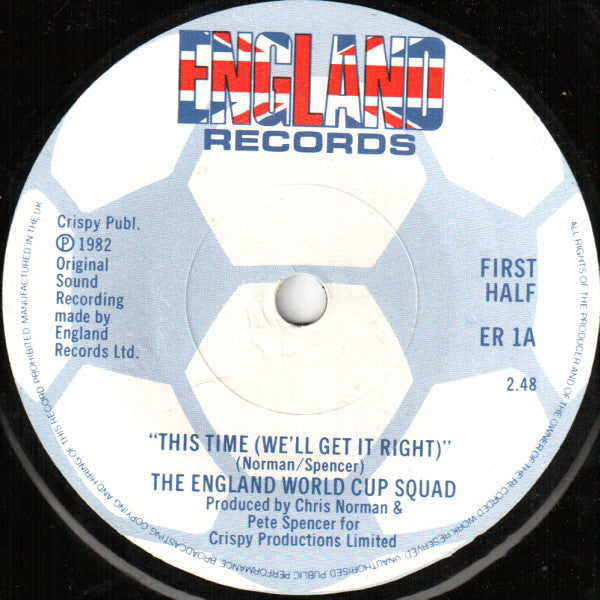 ENGLAND
RECORDS
Crispy Publ.
Ⓟ 1982
Original
Sound
Recording
made by
England
Records Ltd.
FIRST
HALF
ER 1A
2.48
"THIS TIME (WE'LL GET IT RIGHT)"
(Norman/Spencer)
THE ENGLAND WORLD CUP SQUAD
Produced by Chris Norman &
Pete Spencer for
Crispy Productions Limited
ALL RIGHTS OF THE PRODUCER AND OF THE OWNER OF THE RECORDED WORK RESERVED. UNAUTHORISED PUBLIC PERFORMANCE, BROADCASTING, COPYING AND HIRING OF THIS RECORD PROHIBITED. MANUFACTURED IN THE UK